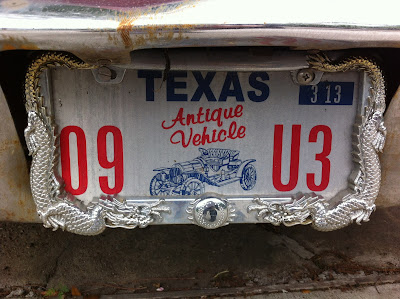 TEXAS
3 13
Antique
Vehicle
09 U3